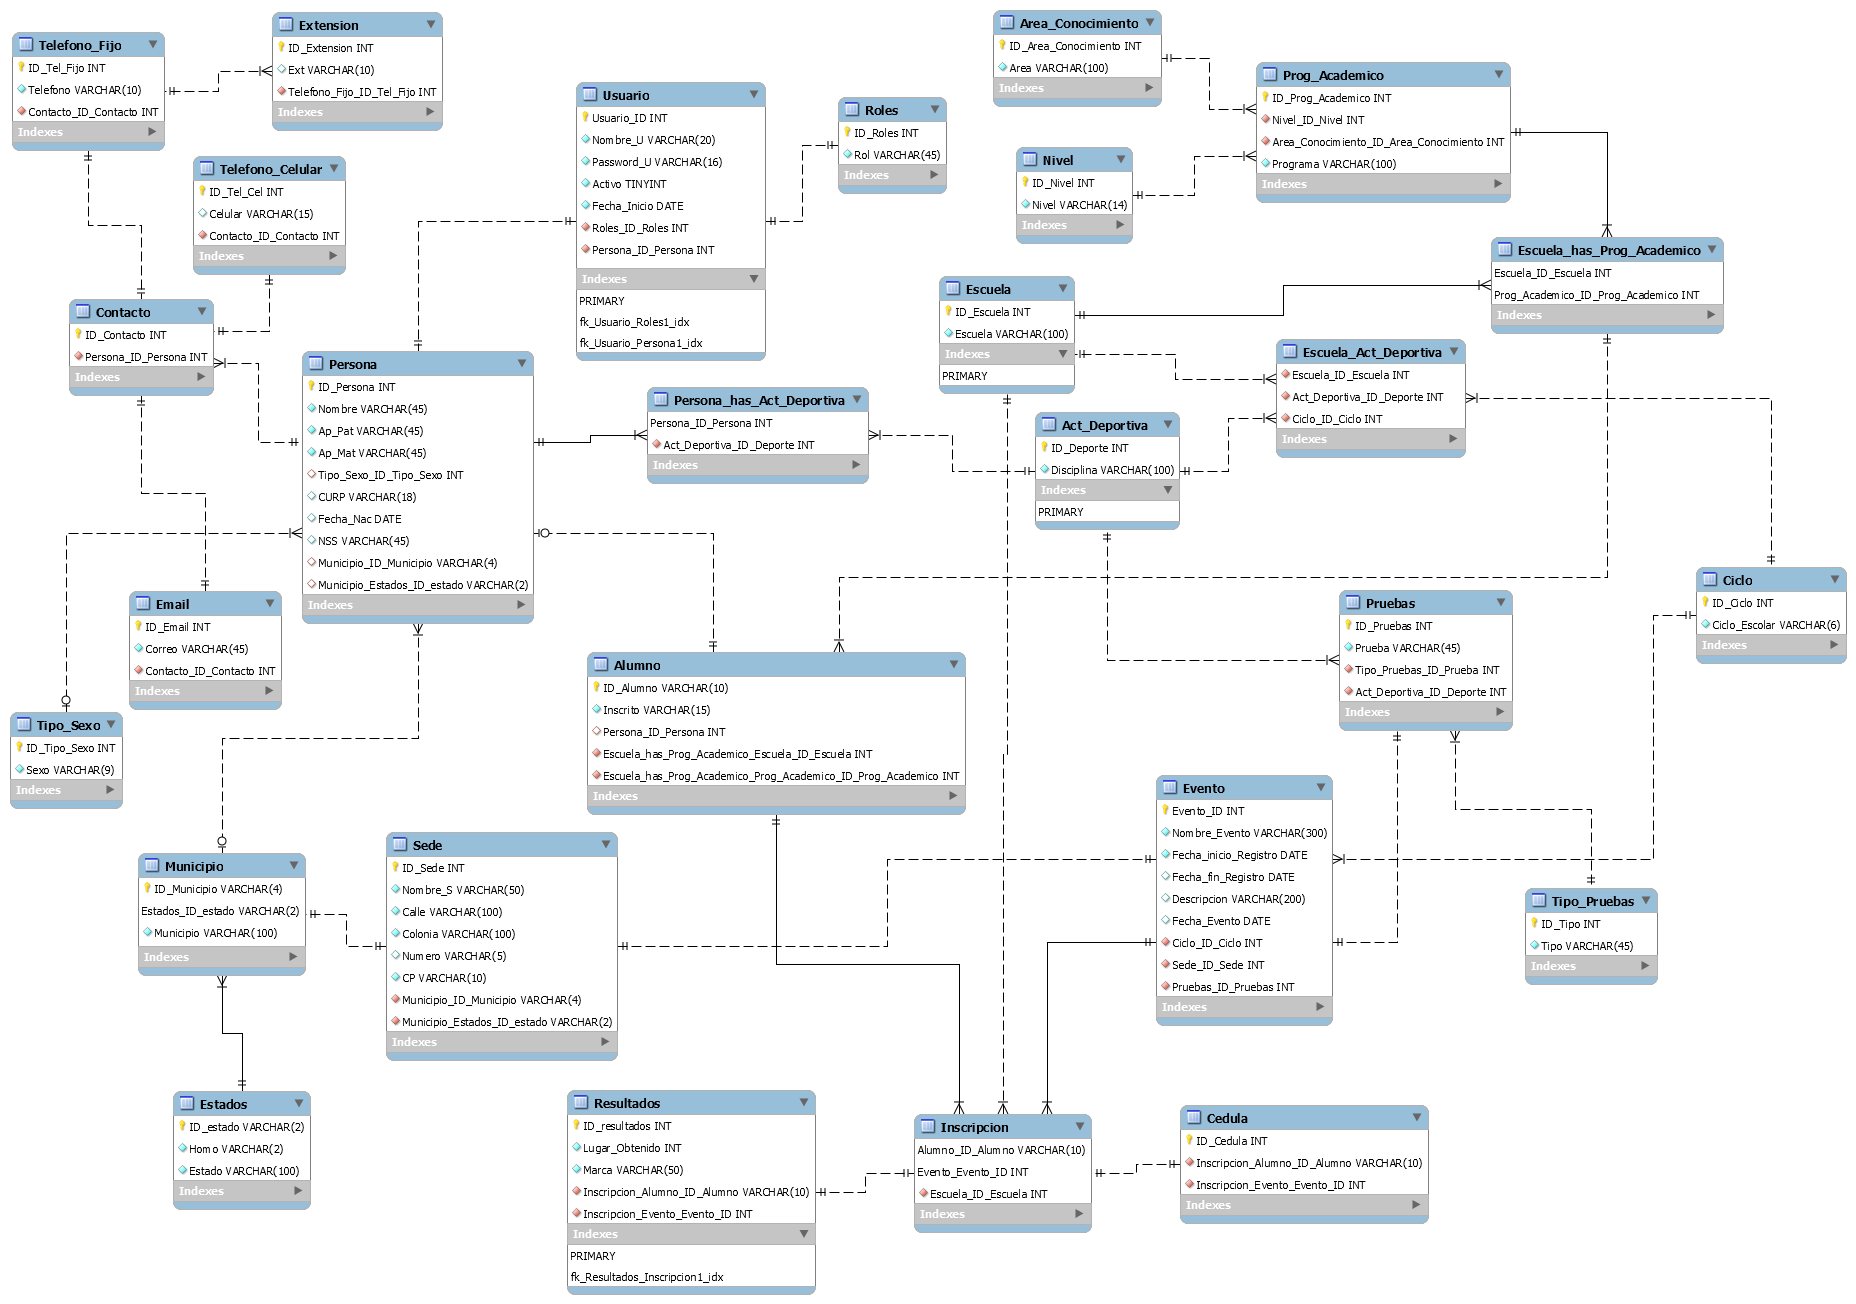 Telefono_Fijo
ID_Tel_Fijo INT
Telefono VARCHAR(10)
Contacto_ID_Contacto INT
Indexes
Extension
ID_Extension INT
Ext VARCHAR(10)
Telefono_Fijo_ID_Tel_Fijo INT
Indexes
Telefono_Celular
ID_Tel_Cel INT
Celular VARCHAR(15)
Contacto_ID_Contacto INT
Indexes
Contacto
ID_Contacto INT
Persona_ID_Persona INT
Indexes
Usuario
Usuario_ID INT
Nombre_U VARCHAR(20)
Password_U VARCHAR(16)
Activo TINYINT
Fecha_Inicio DATE
Roles_ID_Roles INT
Persona_ID_Persona INT
Indexes
PRIMARY
fk_Usuario_Roles1_idx
fk_Usuario_Persona1_idx
Roles
ID_Roles INT
Rol VARCHAR(45)
Indexes
Area_Conocimiento
ID_Area_Conocimiento INT
Area VARCHAR(100)
Indexes
Nivel
ID_Nivel INT
Nivel VARCHAR(14)
Indexes
Prog_Academico
ID_Prog_Academico INT
Nivel_ID_Nivel INT
Area_Conocimiento_ID_Area_Conocimiento INT
Programa VARCHAR(100)
Indexes
Escuela_has_Prog_Academico
Escuela_ID_Escuela INT
Prog_Academico_ID_Prog_Academico INT
Indexes
Escuela
ID_Escuela INT
Escuela VARCHAR(100)
Indexes
PRIMARY
Escuela_Act_Deportiva
Escuela_ID_Escuela INT
Act_Deportiva_ID_Deporte INT
Ciclo_ID_Ciclo INT
Indexes
Persona
ID_Persona INT
Nombre VARCHAR(45)
Ap_Pat VARCHAR(45)
Ap_Mat VARCHAR(45)
Tipo_Sexo_ID_Tipo_Sexo INT
CURP VARCHAR(18)
Fecha_Nac DATE
NSS VARCHAR(45)
Municipio_ID_Municipio VARCHAR(4)
Municipio_Estados_ID_estado VARCHAR(2)
Indexes
Persona_has_Act_Deportiva
Persona_ID_Persona INT
Act_Deportiva_ID_Deporte INT
Indexes
Act_Deportiva
ID_Deporte INT
Disciplina VARCHAR(100)
Indexes
PRIMARY
Email
ID_Email INT
Correo VARCHAR(45)
Contacto_ID_Contacto INT
Indexes
Ciclo
ID_Ciclo INT
Ciclo_Escolar VARCHAR(6)
Indexes
Pruebas
ID_Pruebas INT
Prueba VARCHAR(45)
Tipo_Pruebas_ID_Prueba INT
Act_Deportiva_ID_Deporte INT
Indexes
Alumno
ID_Alumno VARCHAR(10)
Inscrito VARCHAR(15)
Persona_ID_Persona INT
Escuela_has_Prog_Academico_Escuela_ID_Escuela INT
Escuela_has_Prog_Academico_Prog_Academico_ID_Prog_Academico INT
Indexes
Tipo_Sexo
ID_Tipo_Sexo INT
Sexo VARCHAR(9)
Indexes
Evento
Evento_ID INT
Nombre_Evento VARCHAR(300)
Fecha_inicio_Registro DATE
Fecha_fin_Registro DATE
Descripcion VARCHAR(200)
Fecha_Evento DATE
Ciclo_ID_Ciclo INT
Sede_ID_Sede INT
Pruebas_ID_Pruebas INT
Indexes
Municipio
ID_Municipio VARCHAR(4)
Estados_ID_estado VARCHAR(2)
Municipio VARCHAR(100)
Indexes
Sede
ID_Sede INT
Nombre_S VARCHAR(50)
Calle VARCHAR(100)
Colonia VARCHAR(100)
Numero VARCHAR(5)
CP VARCHAR(10)
Municipio_ID_Municipio VARCHAR(4)
Municipio_Estados_ID_estado VARCHAR(2)
Indexes
Tipo_Pruebas
ID_Tipo INT
Tipo VARCHAR(45)
Indexes
Estados
ID_estado VARCHAR(2)
Homo VARCHAR(2)
Estado VARCHAR(100)
Indexes
Resultados
ID_resultados INT
Lugar_Obtenido INT
Marca VARCHAR(50)
Inscripcion_Alumno_ID_Alumno VARCHAR(10)
Inscripcion_Evento_Evento_ID INT
Indexes
PRIMARY
fk_Resultados_Inscripcion1_idx
Inscripcion
Alumno_ID_Alumno VARCHAR(10)
Evento_Evento_ID INT
Escuela_ID_Escuela INT
Indexes
Cedula
ID_Cedula INT
Inscripcion_Alumno_ID_Alumno VARCHAR(10)
Inscripcion_Evento_Evento_ID INT
Indexes